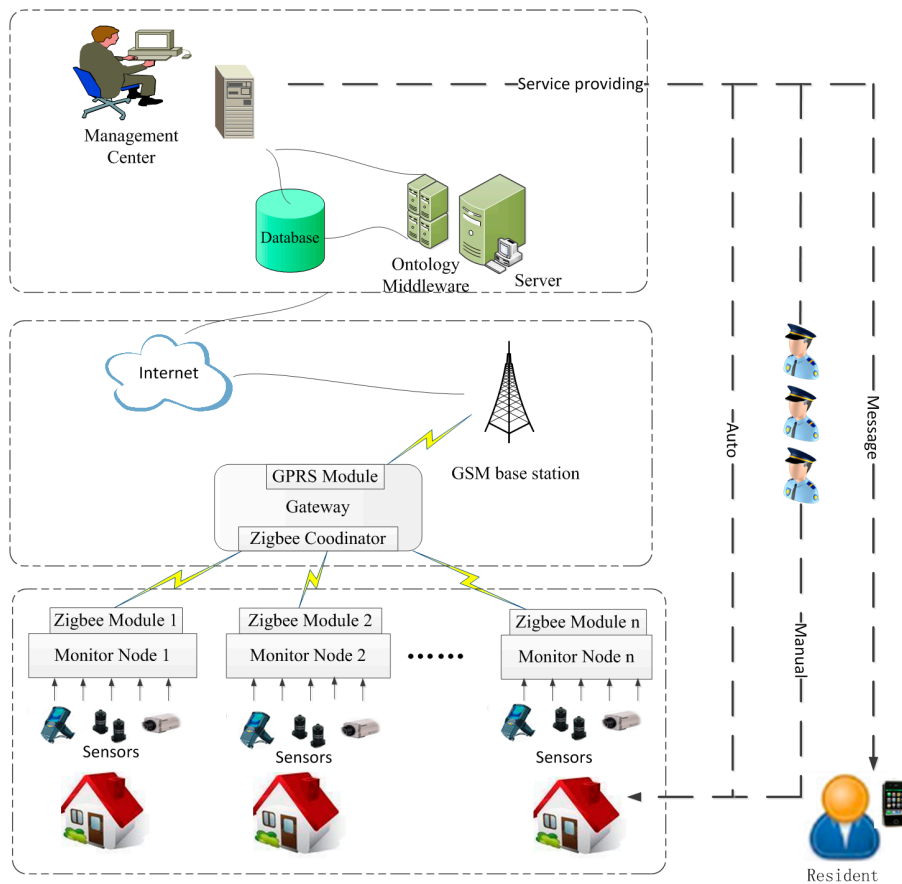 Service providing
Management
Center
Database
Ontology
Middleware
Server
Internet
GSM base station
GPRS Module
Gateway
Zigbee Coodinator
Auto
Message
Manual
Zigbee Module 1
Monitor Node 1
Zigbee Module 2
Monitor Node 2
......
Zigbee Module n
Monitor Node n
Sensors
Sensors
Sensors
Resident